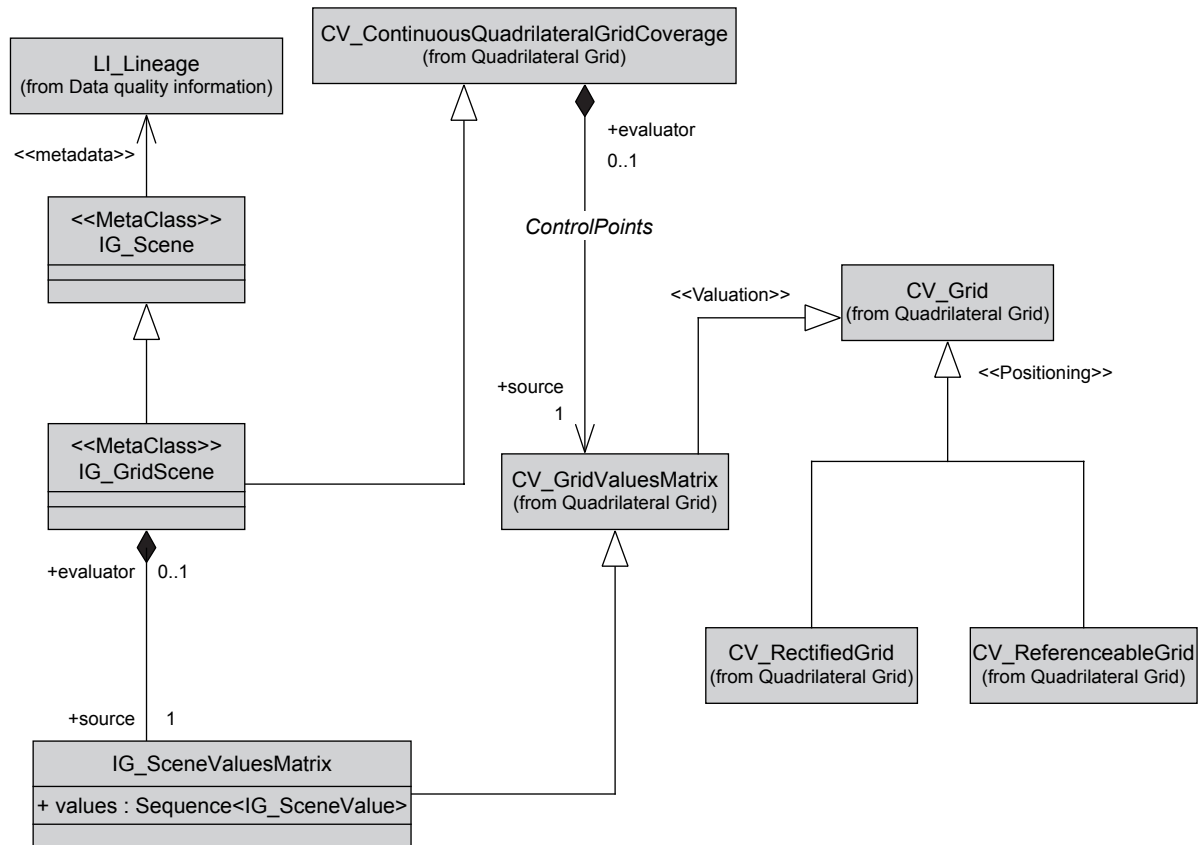 CV_ContinuousQuadrilateralGridCoverage
(from Quadrilateral Grid)
LI_Lineage
(from Data quality information)
<<metadata>>
+evaluator
0..1
<<MetaClass>>
IG_Scene
ControlPoints
<<Valuation>>
CV_Grid
(from Quadrilateral Grid)
<<Positioning>>
+source
1
<<MetaClass>>
IG_GridScene
CV_GridValuesMatrix
(from Quadrilateral Grid)
+evaluator 0..1
CV_RectifiedGrid
(from Quadrilateral Grid)
CV_ReferenceableGrid
(from Quadrilateral Grid)
+source 1
IG_SceneValuesMatrix
+ values : Sequence<IG_SceneValue>